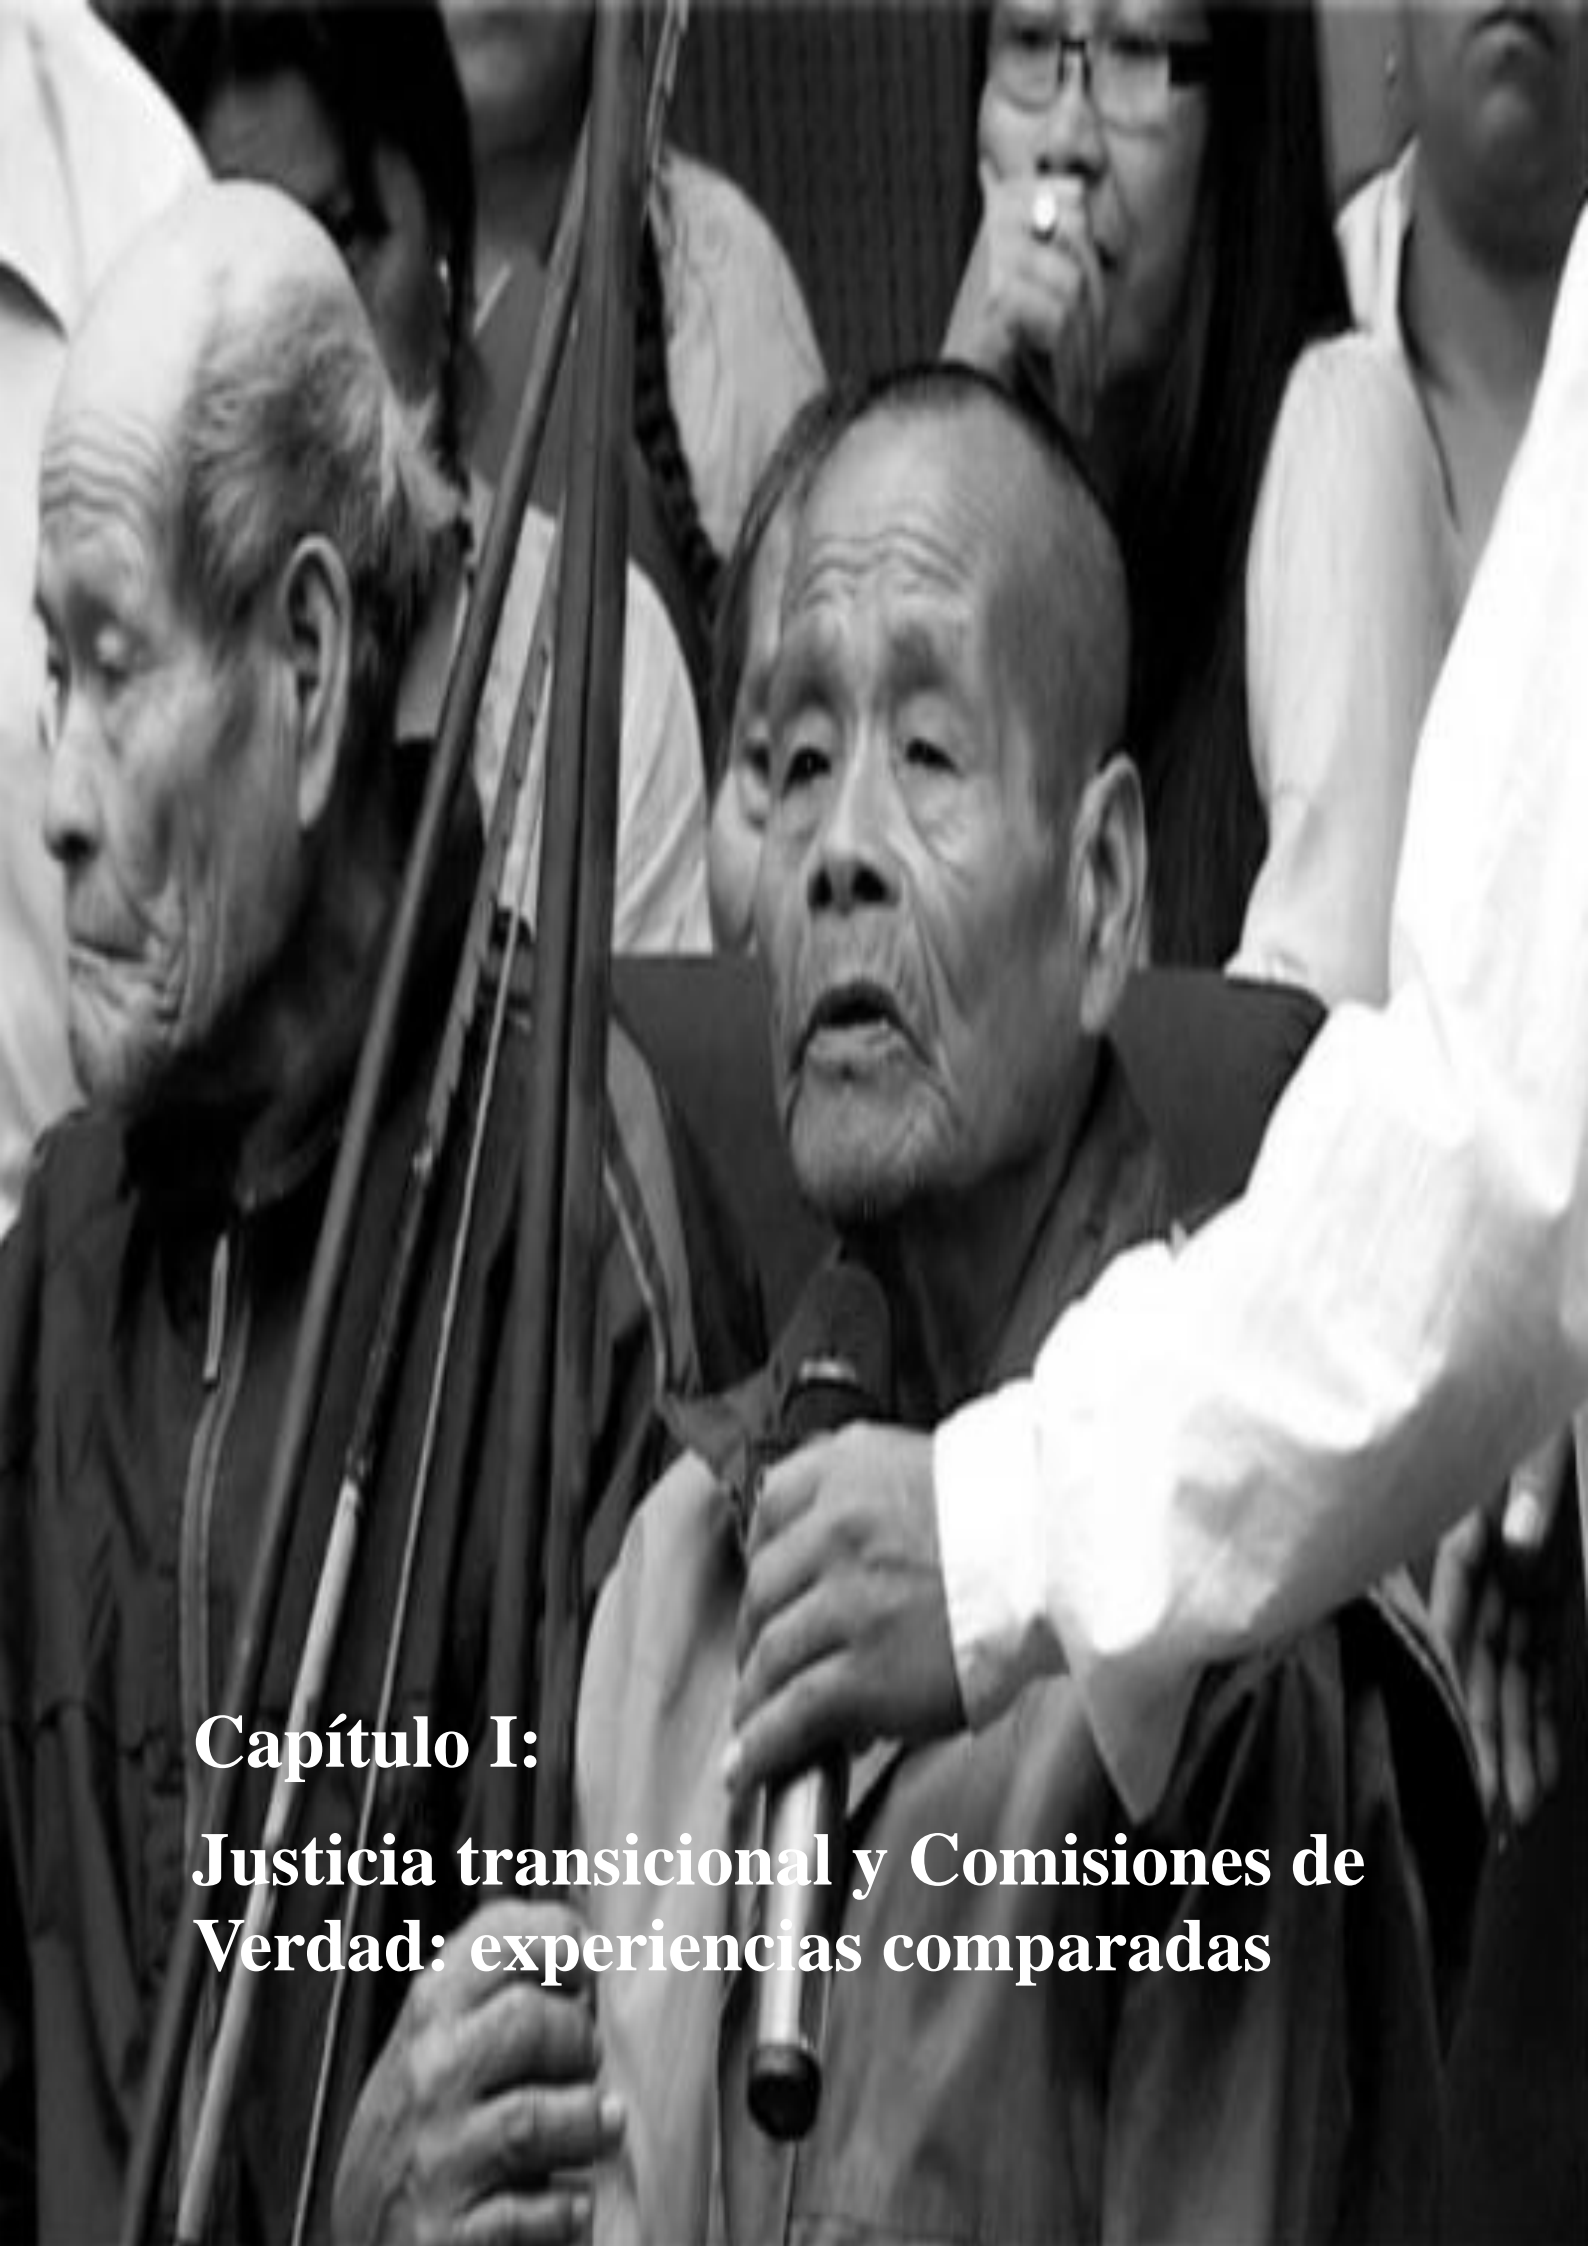 Capítulo I:
Justicia transicional y Comisiones de
Verdad: experiencias comparadas